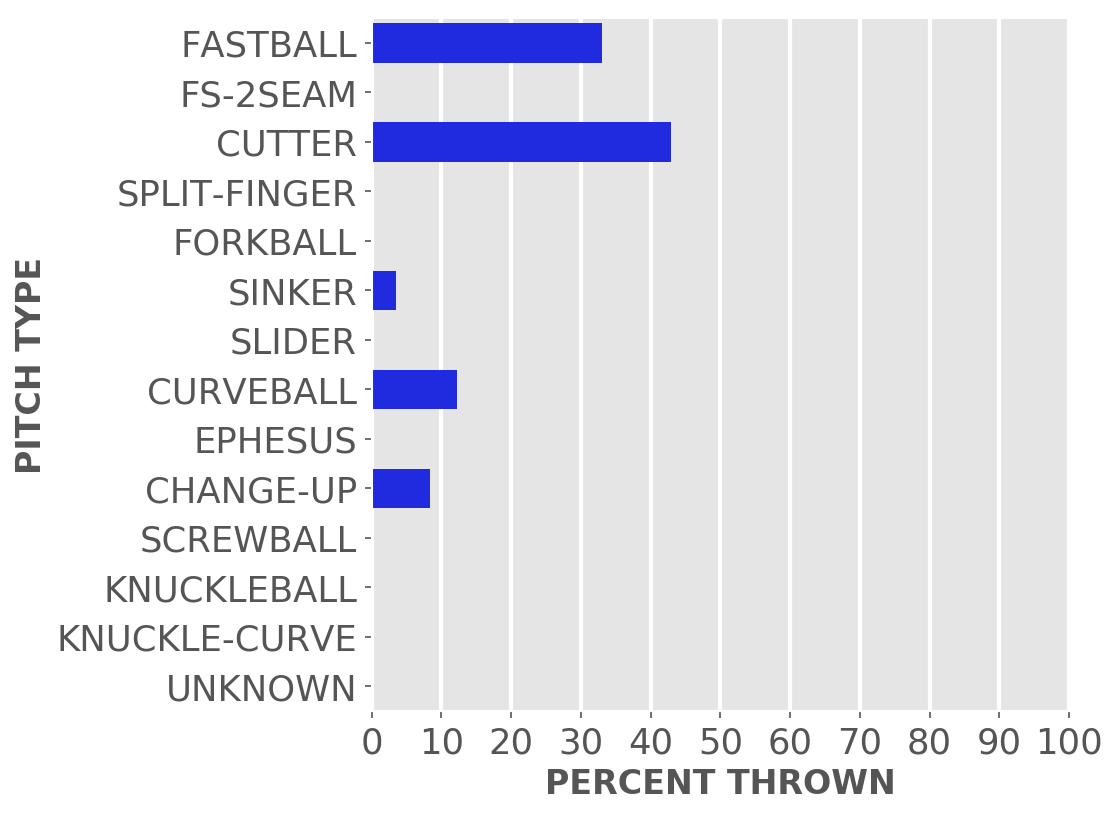 FASTBALL
FS-2SEAM
CUTTER
SPLIT-FINGER
FORKBALL
SINKER
SLIDER
CURVEBALL
EPHESUS
CHANGE-UP
SCREWBALL
KNUCKLEBALL
KNUCKLE-CURVE
UNKNOWN
PITCH TYPE
0 10 20 30 40 50 60 70 80 90 100
PERCENT THROWN